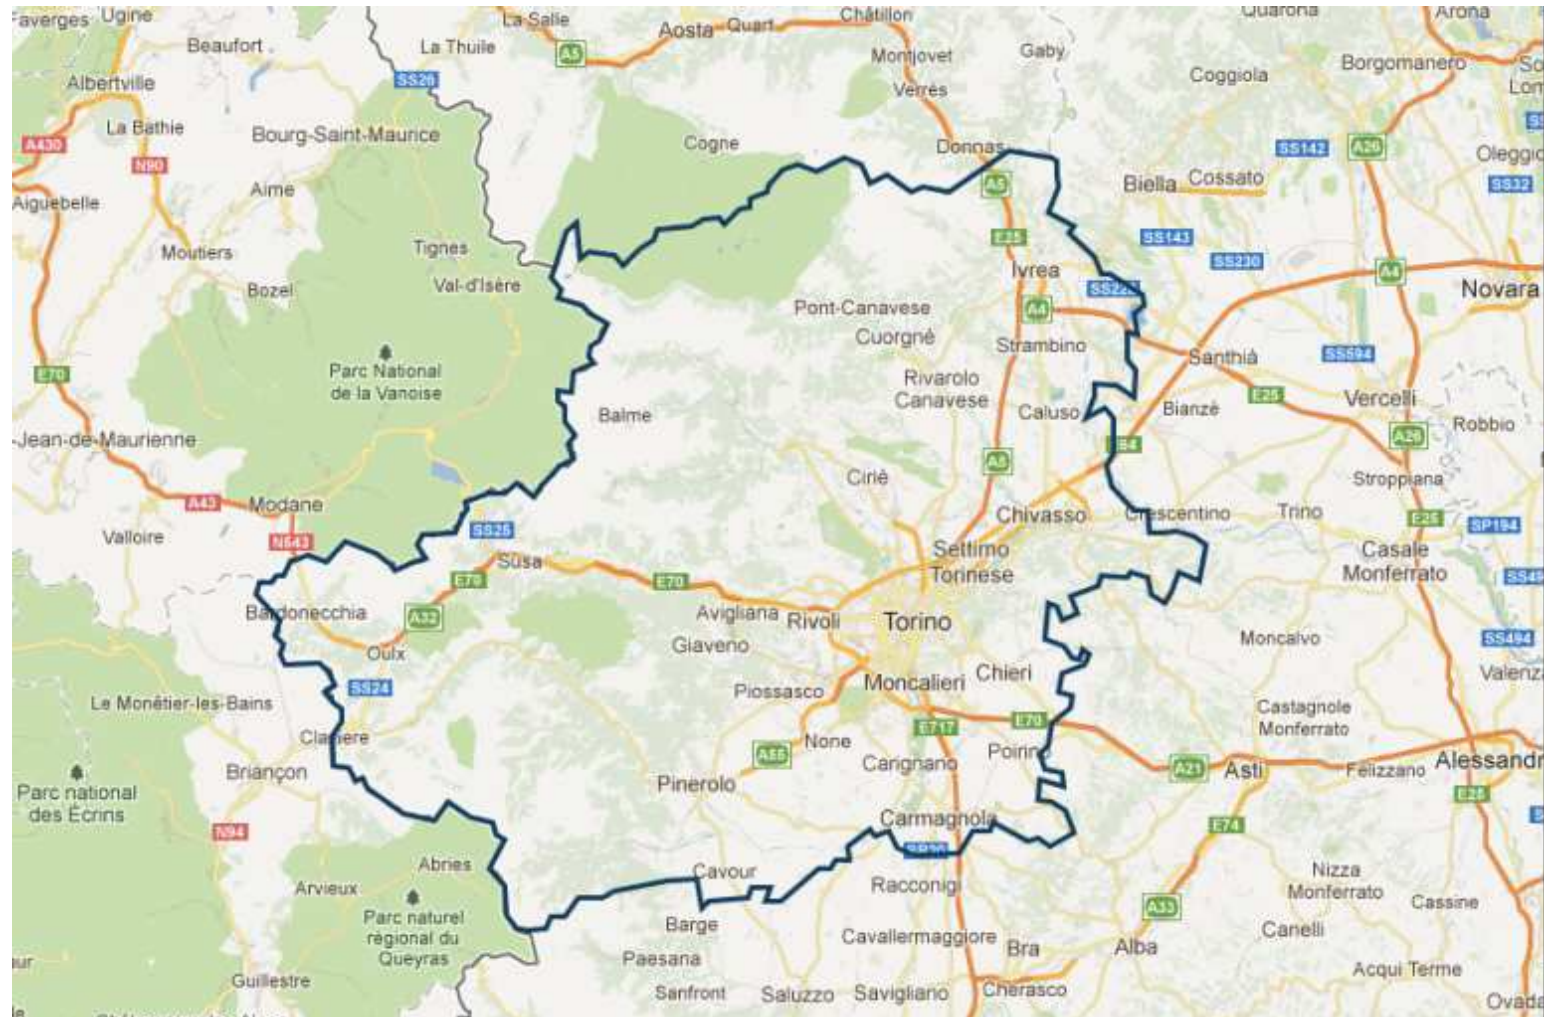 Ugine
La Salle
Châtillon
Faverges
Aosta
Quart
Arona
Beaufort
La Thuile
A5
Montjovet
Gaby
Borgomanero
Albertville
SS26
Verrès
Coggiola
La Bathie
Bourg-Saint-Maurice
Cogne
Donnas
SS142
A26
A430
N90
Aime
A5
Biella
Cossato
SS32
Aiguebelle
Moutiers
Tignes
E25
SS143
SS230
Bozel
Val-d'Isère
Ivrea
A4
Novara
Pont-Canavese
A4
Cuorgnè
Strambino
Santhià
SS594
E70
Parc National
de la Vanoise
Rivarolo
Canavese
Caluso
Bianzè
E25
Vercelli
Balme
Robbio
-Jean-de-Maurienne
A26
Ciriè
A5
Stroppiana
A43
Modane
Chivasso
Crescentino
Trino
E25
SP194
Valloire
N543
SS25
Susa
Settimo
Torinese
Casale
Monferrato
E70
E70
Bardonecchia
A32
Avigliana
Rivoli
Torino
Oulx
Giaveno
Moncalvo
SS494
SS24
Piossasco
Moncalieri
Chieri
Le Monêtier-les-Bains
Castagnole
Monferrato
Claviere
None
E717
E70
Briançon
A55
Carignano
A21
Asti
Felizzano
Parc national
des Écrins
Pinerolo
E25
N94
Carmagnola
E74
Abries
Cavour
Arvieux
Racconigi
Nizza
Monferrato
Cassine
Parc naturel
régional du
Queyras
Barge
Cavallermaggiore
Bra
Alba
A33
Canelli
Paesana
Guillestre
Sanfront
Saluzzo
Savigliano
Cherasco
Acqui Terme